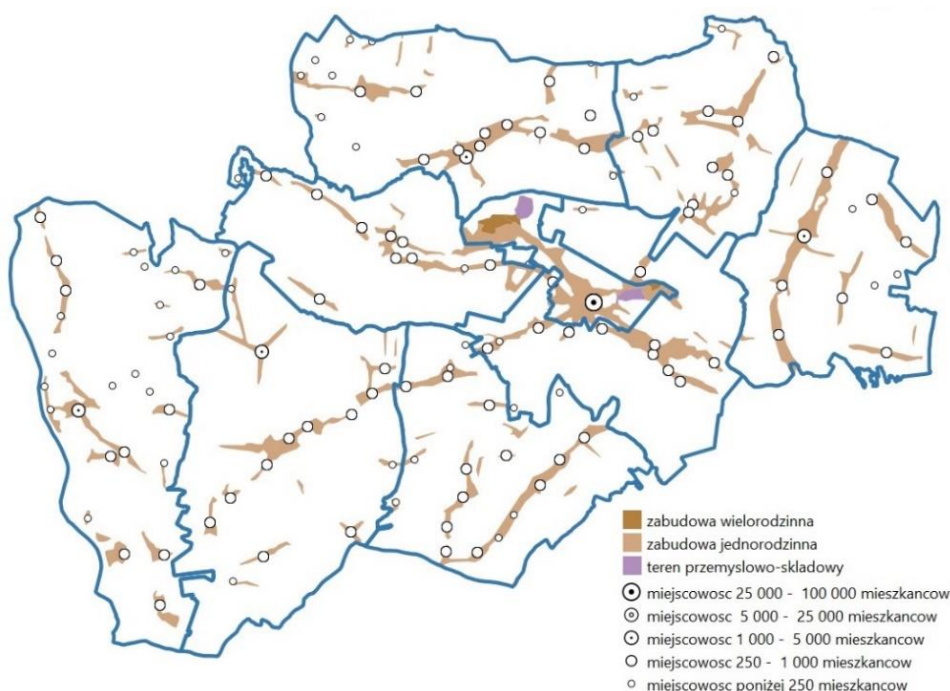 zabudowa wielorodzinna
zabudowa jednorodzinna
teren przemyslowo-skladowy
miejscowosc 25 000 - 100 000 mieszkancow
miejscowosc 5 000 - 25 000 mieszkancow
miejscowosc 1 000 - 5 000 mieszkancow
miejscowosc 250 - 1 000 mieszkancow
miejscowosc poniżej 250 mieszkancow